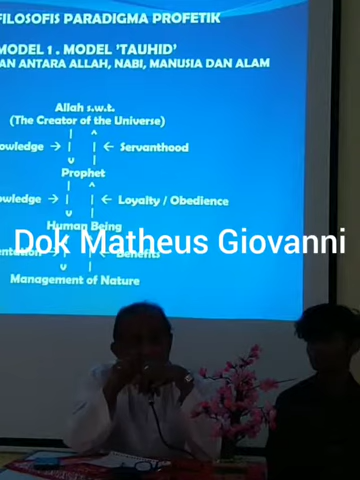 FILOSOFIS PARADIGMA PROFETIK
MODEL 1 . MODEL 'TAUHID'
AN ANTARA ALLAH, NABI, MANUSIA DAN ALAM
Allah s.w.t.
(The Creator of the Universe)
owledge → ← Servanthood
Prophet
owledge → ← Loyalty / Obedience
Human Being
Dok Matheus Giovanni
entation → ← Benefits
Management of Nature